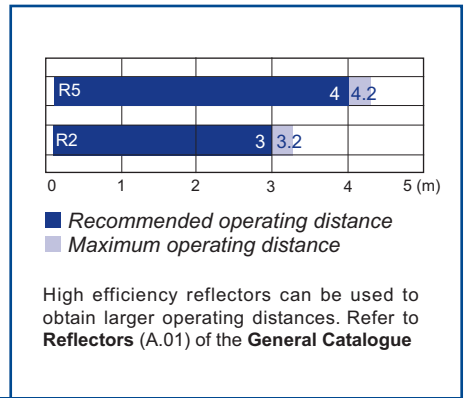 R5 4 4.2
R2 3 3.2
0 1 2 3 4 5 (m)
Recommended operating distance
Maximum operating distance
High efficiency reflectors can be used to
obtain larger operating distances. Refer to
Reflectors (A.01) of the General Catalogue